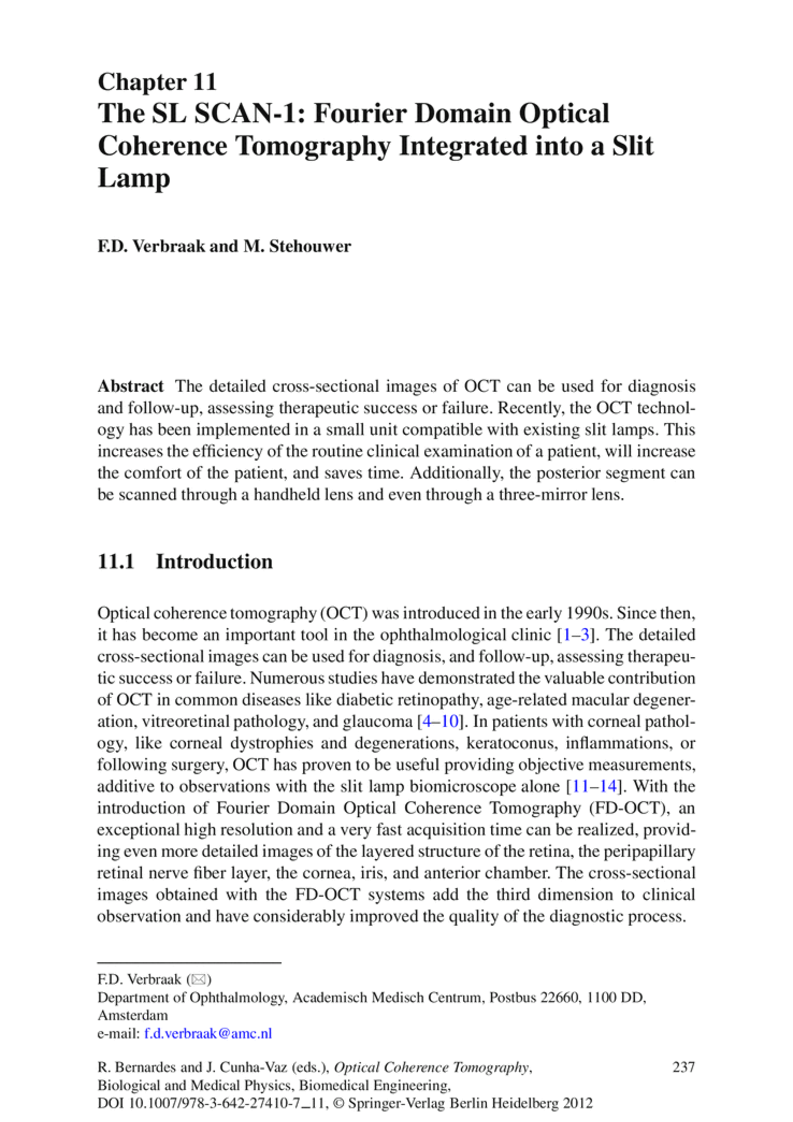 Chapter 11
The SL SCAN-1: Fourier Domain Optical
Coherence Tomography Integrated into a Slit
Lamp
F.D. Verbraak and M. Stehouwer
Abstract The detailed cross-sectional images of OCT can be used for diagnosis
and follow-up, assessing therapeutic success or failure. Recently, the OCT technol-
ogy has been implemented in a small unit compatible with existing slit lamps. This
increases the efficiency of the routine clinical examination of a patient, will increase
the comfort of the patient, and saves time. Additionally, the posterior segment can
be scanned through a handheld lens and even through a three-mirror lens.
11.1 Introduction
Optical coherence tomography (OCT) was introduced in the early 1990s. Since then,
it has become an important tool in the ophthalmological clinic [1–3]. The detailed
cross-sectional images can be used for diagnosis, and follow-up, assessing therapeu-
tic success or failure. Numerous studies have demonstrated the valuable contribution
of OCT in common diseases like diabetic retinopathy, age-related macular degener-
ation, vitreoretinal pathology, and glaucoma [4–10]. In patients with corneal pathol-
ogy, like corneal dystrophies and degenerations, keratoconus, inflammations, or
following surgery, OCT has proven to be useful providing objective measurements,
additive to observations with the slit lamp biomicroscope alone [11–14]. With the
introduction of Fourier Domain Optical Coherence Tomography (FD-OCT), an
exceptional high resolution and a very fast acquisition time can be realized, provid-
ing even more detailed images of the layered structure of the retina, the peripapillary
retinal nerve fiber layer, the cornea, iris, and anterior chamber. The cross-sectional
images obtained with the FD-OCT systems add the third dimension to clinical
observation and have considerably improved the quality of the diagnostic process.
F.D. Verbraak (✉)
Department of Ophthalmology, Academisch Medisch Centrum, Postbus 22660, 1100 DD,
Amsterdam
e-mail: f.d.verbraak@amc.nl
R. Bernardes and J. Cunha-Vaz (eds.), Optical Coherence Tomography, 237
Biological and Medical Physics, Biomedical Engineering,
DOI 10.1007/978-3-642-27410-7_11, © Springer-Verlag Berlin Heidelberg 2012